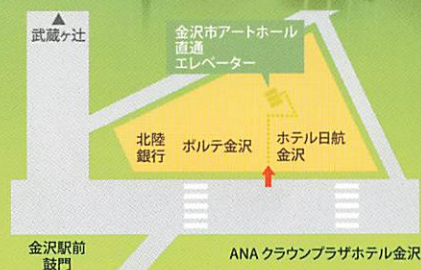 ▲
武蔵ヶ辻
金沢市アートホール
直通
エレベーター
北陸
銀行
ポルテ金沢
ホテル日航
金沢
金沢駅前
鼓門
ANA クラウンプラザホテル金沢